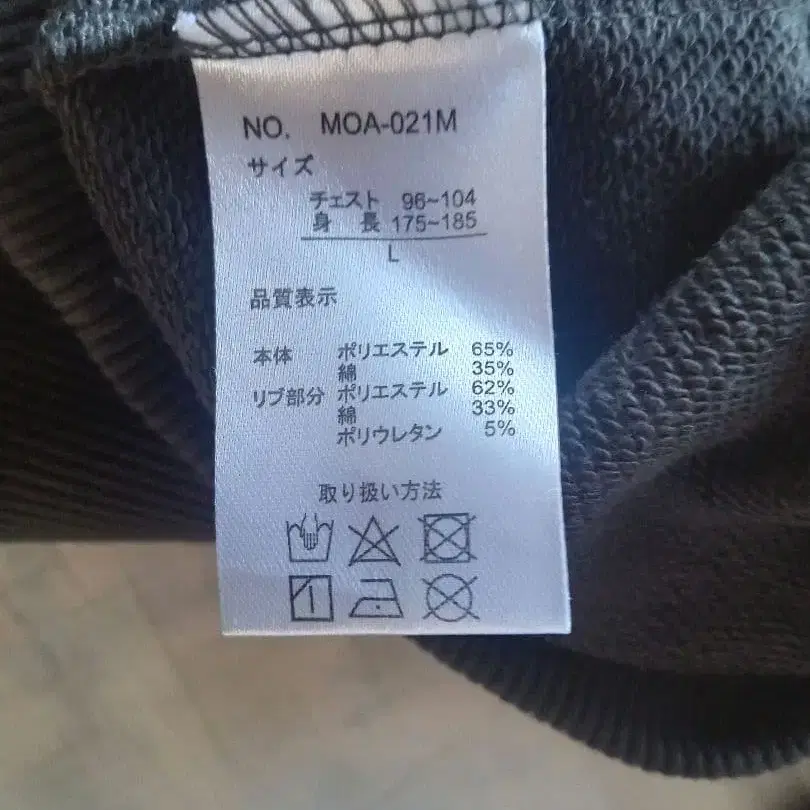 NO. MOA-021M
サイズ
チェスト 96~104
身 長 175~185
L
品質表示
本体 ポリエステル 65%
綿 35%
リブ部分 ポリエステル 62%
綿 33%
ポリウレタン 5%
取り扱い方法